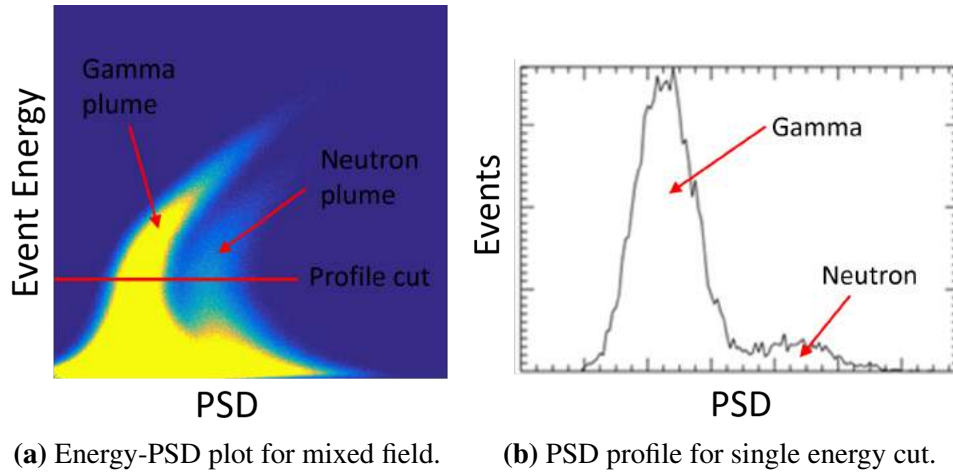 Gamma
plume
Neutron
plume
Profile cut
Event Energy
PSD
(a) Energy-PSD plot for mixed field.
Gamma
Neutron
Events
PSD
(b) PSD profile for single energy cut.